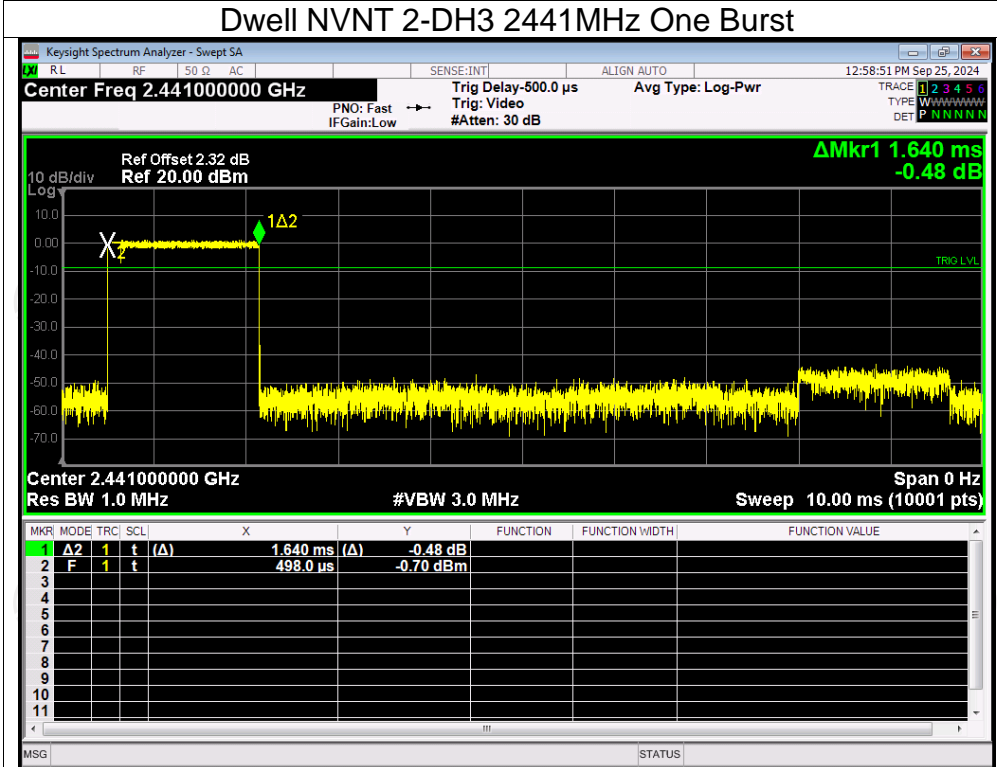 Dwell NVNT 2-DH3 2441MHz One Burst
Keysight Spectrum Analyzer - Swept SA
LXI RL RF 50 Ω AC SENSE:INT ALIGN AUTO 12:58:51 PM Sep 25, 2024
Center Freq 2.441000000 GHz Trig Delay-500.0 µs Avg Type: Log-Pwr TRACE 1 2 3 4 5 6
PNO: Fast Trig: Video TYPE WWWWWW
IFGain:Low #Atten: 30 dB DET P N N N N N
ΔMkr1 1.640 ms
-0.48 dB
Ref Offset 2.32 dB
10 dB/div Ref 20.00 dBm
Log
10.0
0.00
-10.0
-20.0
-30.0
-40.0
-50.0
-60.0
-70.0
1Δ2
X2
TRIG LVL
Center 2.441000000 GHz Span 0 Hz
Res BW 1.0 MHz #VBW 3.0 MHz Sweep 10.00 ms (10001 pts)
MKR MODE TRC SCL X Y FUNCTION FUNCTION WIDTH FUNCTION VALUE
1 Δ2 1 t (Δ) 1.640 ms (Δ) -0.48 dB
2 F 1 t 498.0 µs -0.70 dBm
3
4
5
6
7
8
9
10
11
MSG STATUS